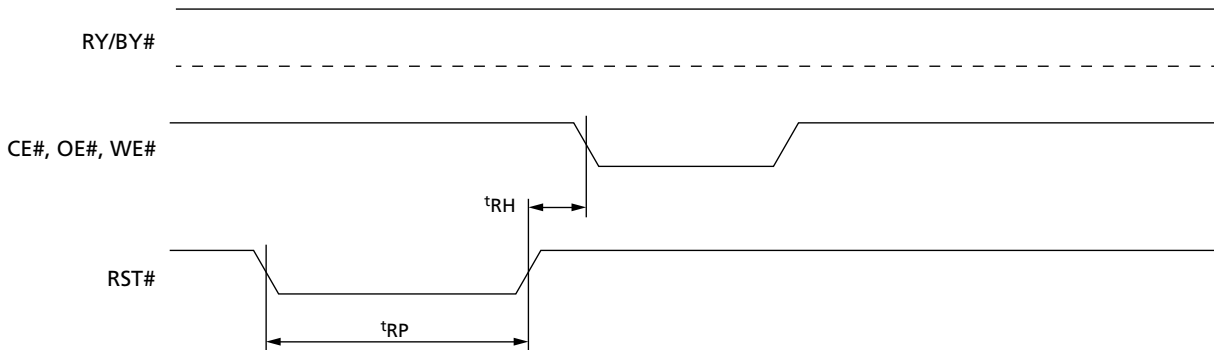 RY/BY#
CE#, OE#, WE#
tRH
RST#
tRP